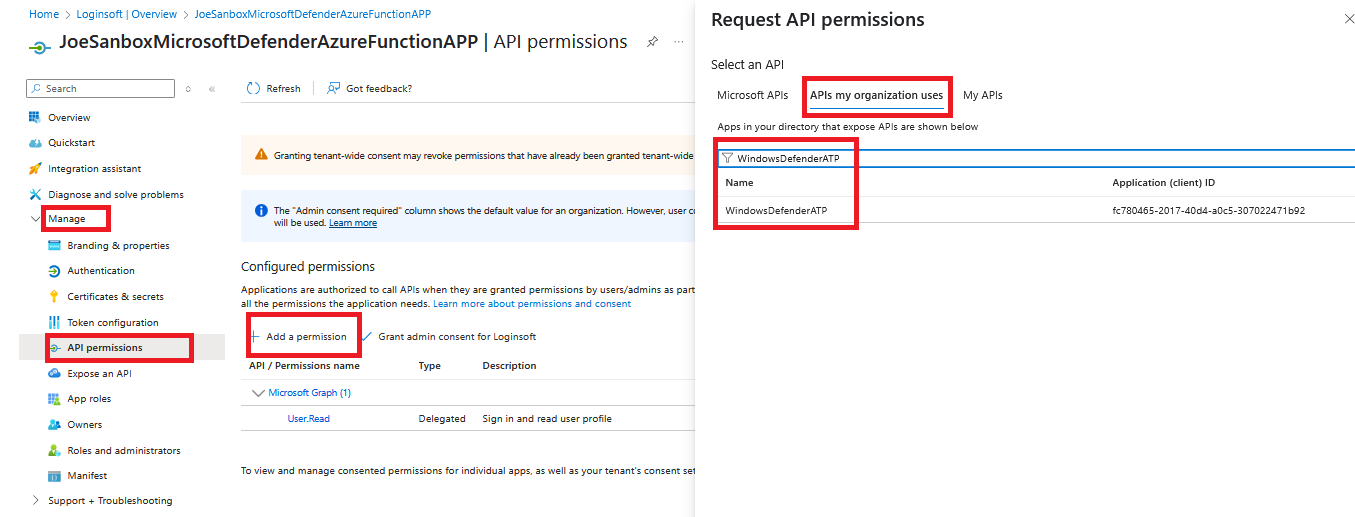 Home > Loginsoft | Overview > JoeSanboxMicrosoftDefenderAzureFunctionAPP
JoeSanboxMicrosoftDefenderAzureFunctionAPP | API permissions
Search
Overview
Quickstart
Integration assistant
Diagnose and solve problems
Manage
Branding & properties
Authentication
Certificates & secrets
Token configuration
API permissions
Expose an API
App roles
Owners
Roles and administrators
Manifest
Support + Troubleshooting
Refresh
Got feedback?
Granting tenant-wide consent may revoke permissions that have already been granted tenant-wide
The "Admin consent required" column shows the default value for an organization. However, user co
will be used. Learn more
Configured permissions
Applications are authorized to call APIs when they are granted permissions by users/admins as part
all the permissions the application needs. Learn more about permissions and consent
Add a permission
Grant admin consent for Loginsoft
API / Permissions name Type Description
Microsoft Graph (1)
User.Read Delegated Sign in and read user profile
To view and manage consented permissions for individual apps, as well as your tenant's consent set
Request API permissions
Select an API
Microsoft APIs APIs my organization uses My APIs
Apps in your directory that expose APIs are shown below
WindowsDefenderATP
Name Application (client) ID
WindowsDefenderATP fc780465-2017-40d4-a0c5-307022471b92